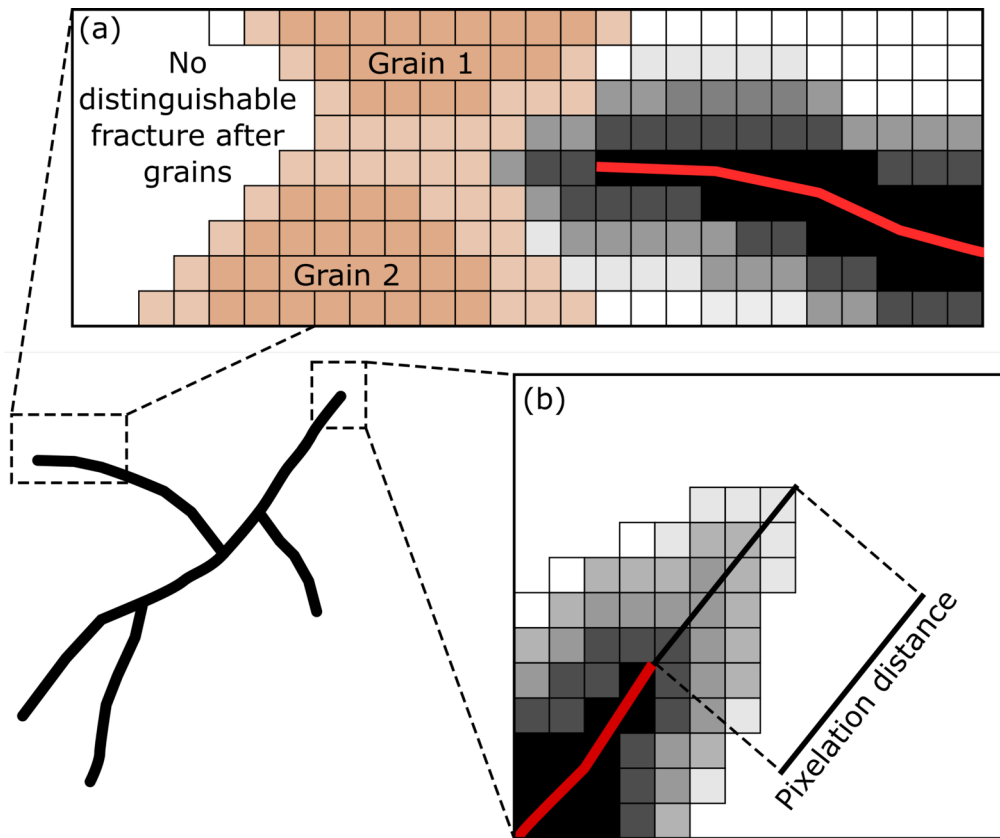 (a)
No
distinguishable
fracture after
grains
Grain 1
Grain 2
(b)
Pixelation distance